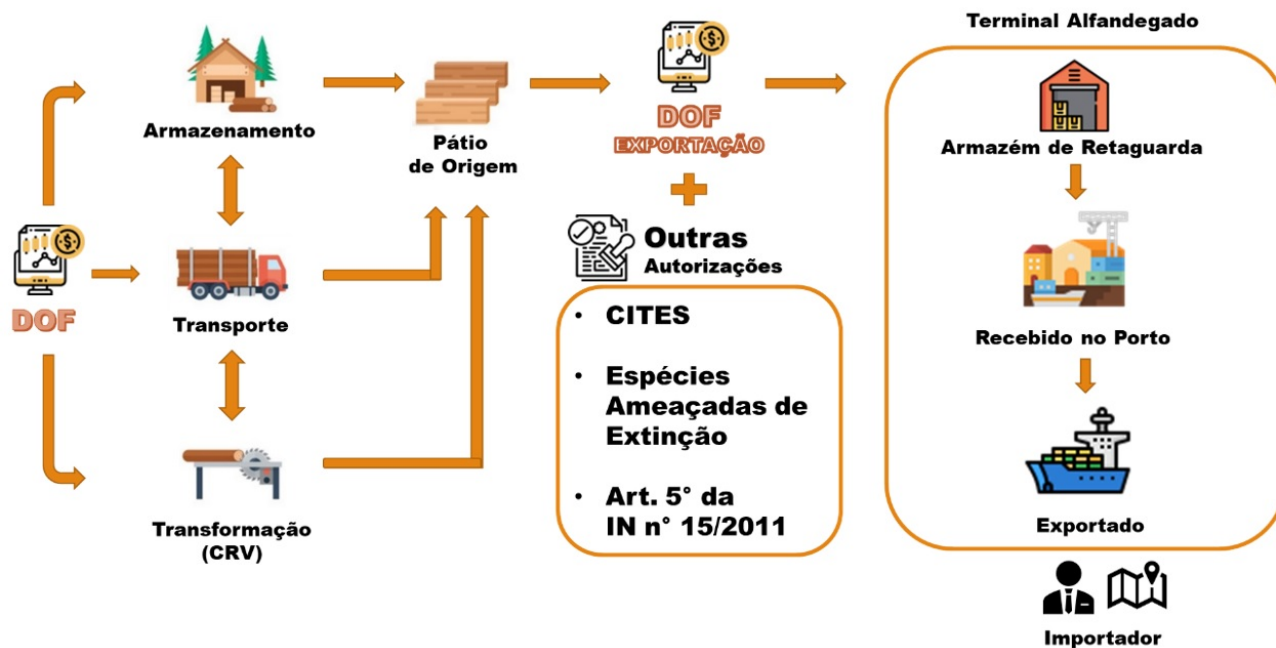 DOF
Armazenamento
Transporte
Transformação
(CRV)
Pátio
de Origem
DOF
EXPORTAÇÃO
Outras
Autorizações
• CITES
• Espécies
Ameaçadas de
Extinção
• Art. 5° da
IN n° 15/2011
Terminal Alfandegado
Armazém de Retaguarda
Recebido no Porto
Exportado
Importador